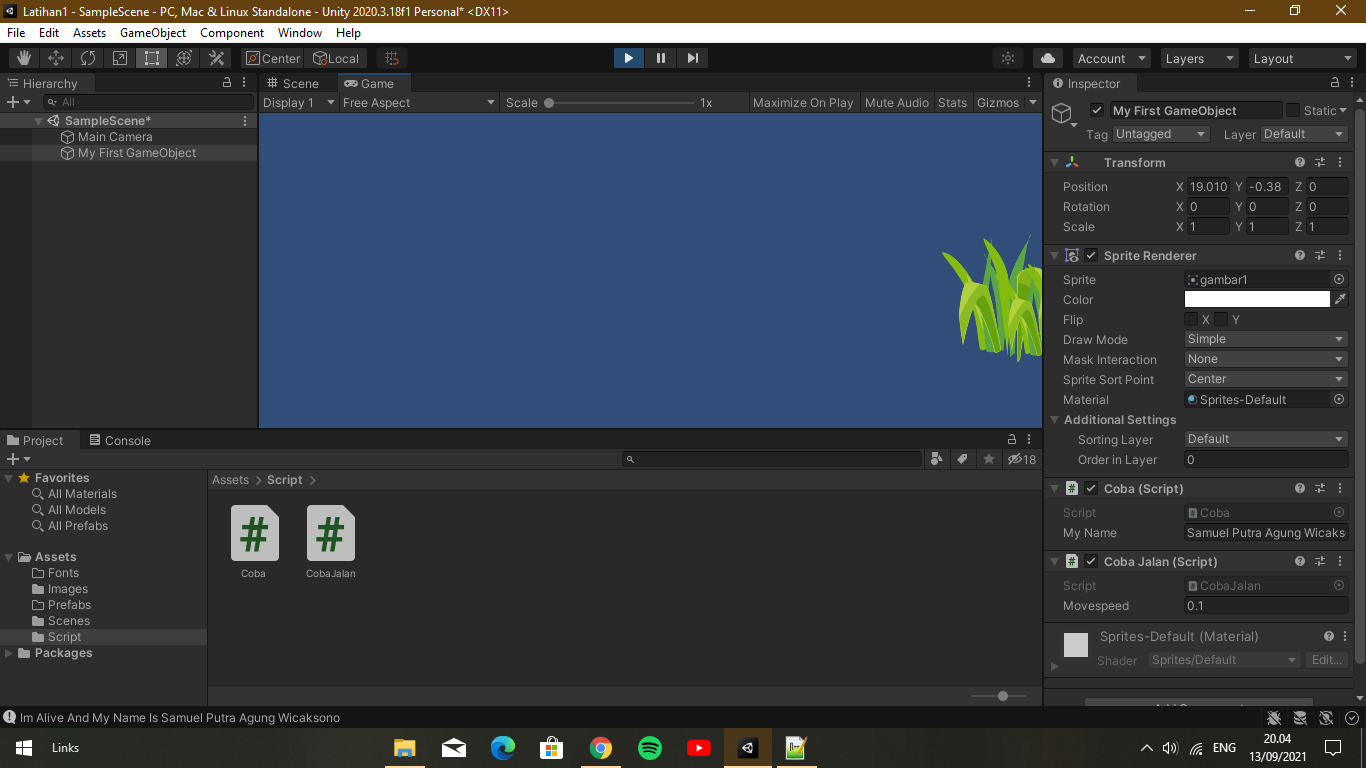 Latihan1 - SampleScene - PC, Mac & Linux Standalone - Unity 2020.3.18f1 Personal* <DX11>
File Edit Assets GameObject Component Window Help
Center Local Account Layers Layout
Hierarchy
All
SampleScene*
Main Camera
My First GameObject
Scene Game
Display 1 Free Aspect Scale 1x Maximize On Play Mute Audio Stats Gizmos
Inspector
My First GameObject Static
Tag Untagged Layer Default
Transform
Position X 19.010 Y -0.38 Z 0
Rotation X 0 Y 0 Z 0
Scale X 1 Y 1 Z 1
Sprite Renderer
Sprite gambar1
Color
Flip X Y
Draw Mode Simple
Mask Interaction None
Sprite Sort Point Center
Material Sprites-Default
Additional Settings
Sorting Layer Default
Order in Layer 0
# Coba (Script)
Script Coba
My Name Samuel Putra Agung Wicaks
# Coba Jalan (Script)
Script CobaJalan
Movespeed 0.1
Sprites-Default (Material)
Shader Sprites/Default Edit...
Project Console
18
Favorites
All Materials
All Models
All Prefabs
Assets
Fonts
Images
Prefabs
Scenes
Script
Packages
Assets > Script >
# #
Coba CobaJalan
Im Alive And My Name Is Samuel Putra Agung Wicaksono
Links ENG 20.04
13/09/2021